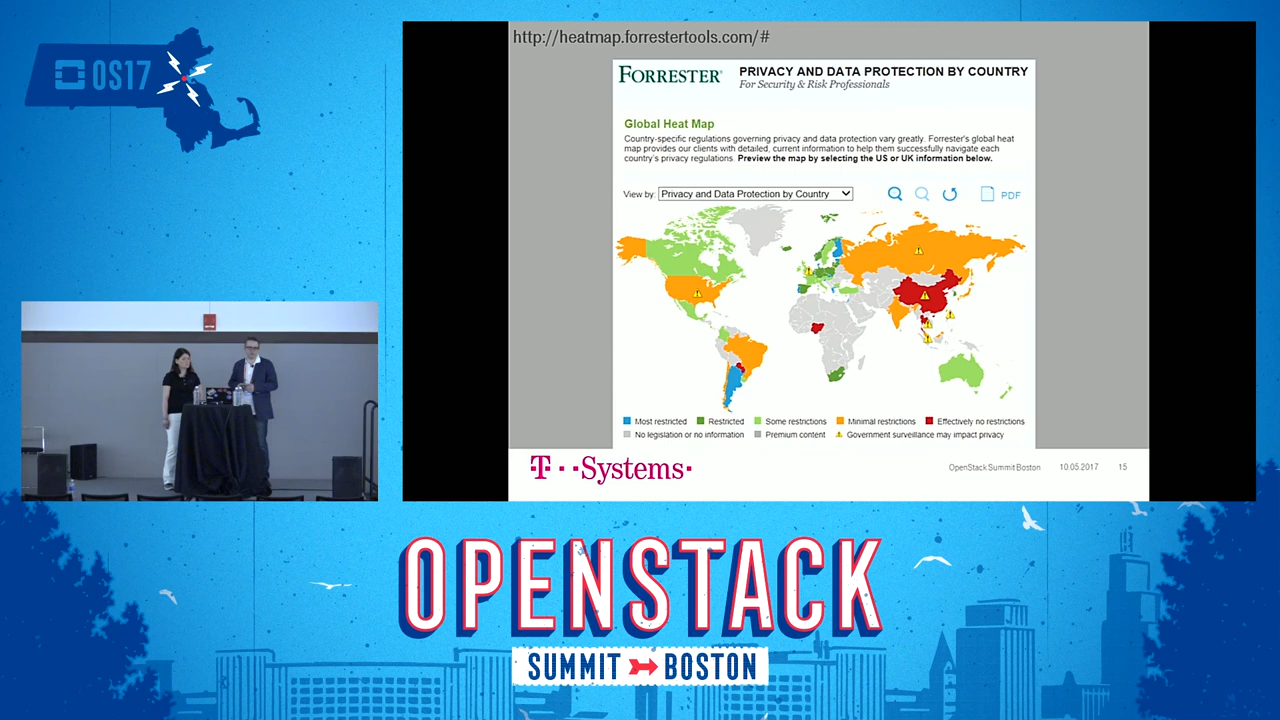 OS17
http://heatmap.forrestertools.com/#
FORRESTER®
PRIVACY AND DATA PROTECTION BY COUNTRY
For Security & Risk Professionals
Global Heat Map
Country-specific regulations governing privacy and data protection vary greatly. Forrester's global heat
map provides our clients with detailed, current information to help them successfully navigate each
country's privacy regulations. Preview the map by selecting the US or UK information below.
View by: Privacy and Data Protection by Country
PDF
Most restricted
Restricted
Some restrictions
Minimal restrictions
Effectively no restrictions
No legislation or no information
Premium content
Government surveillance may impact privacy
T··Systems·
OpenStack Summit Boston
10.05.2017
15
OPENSTACK
SUMMIT BOSTON